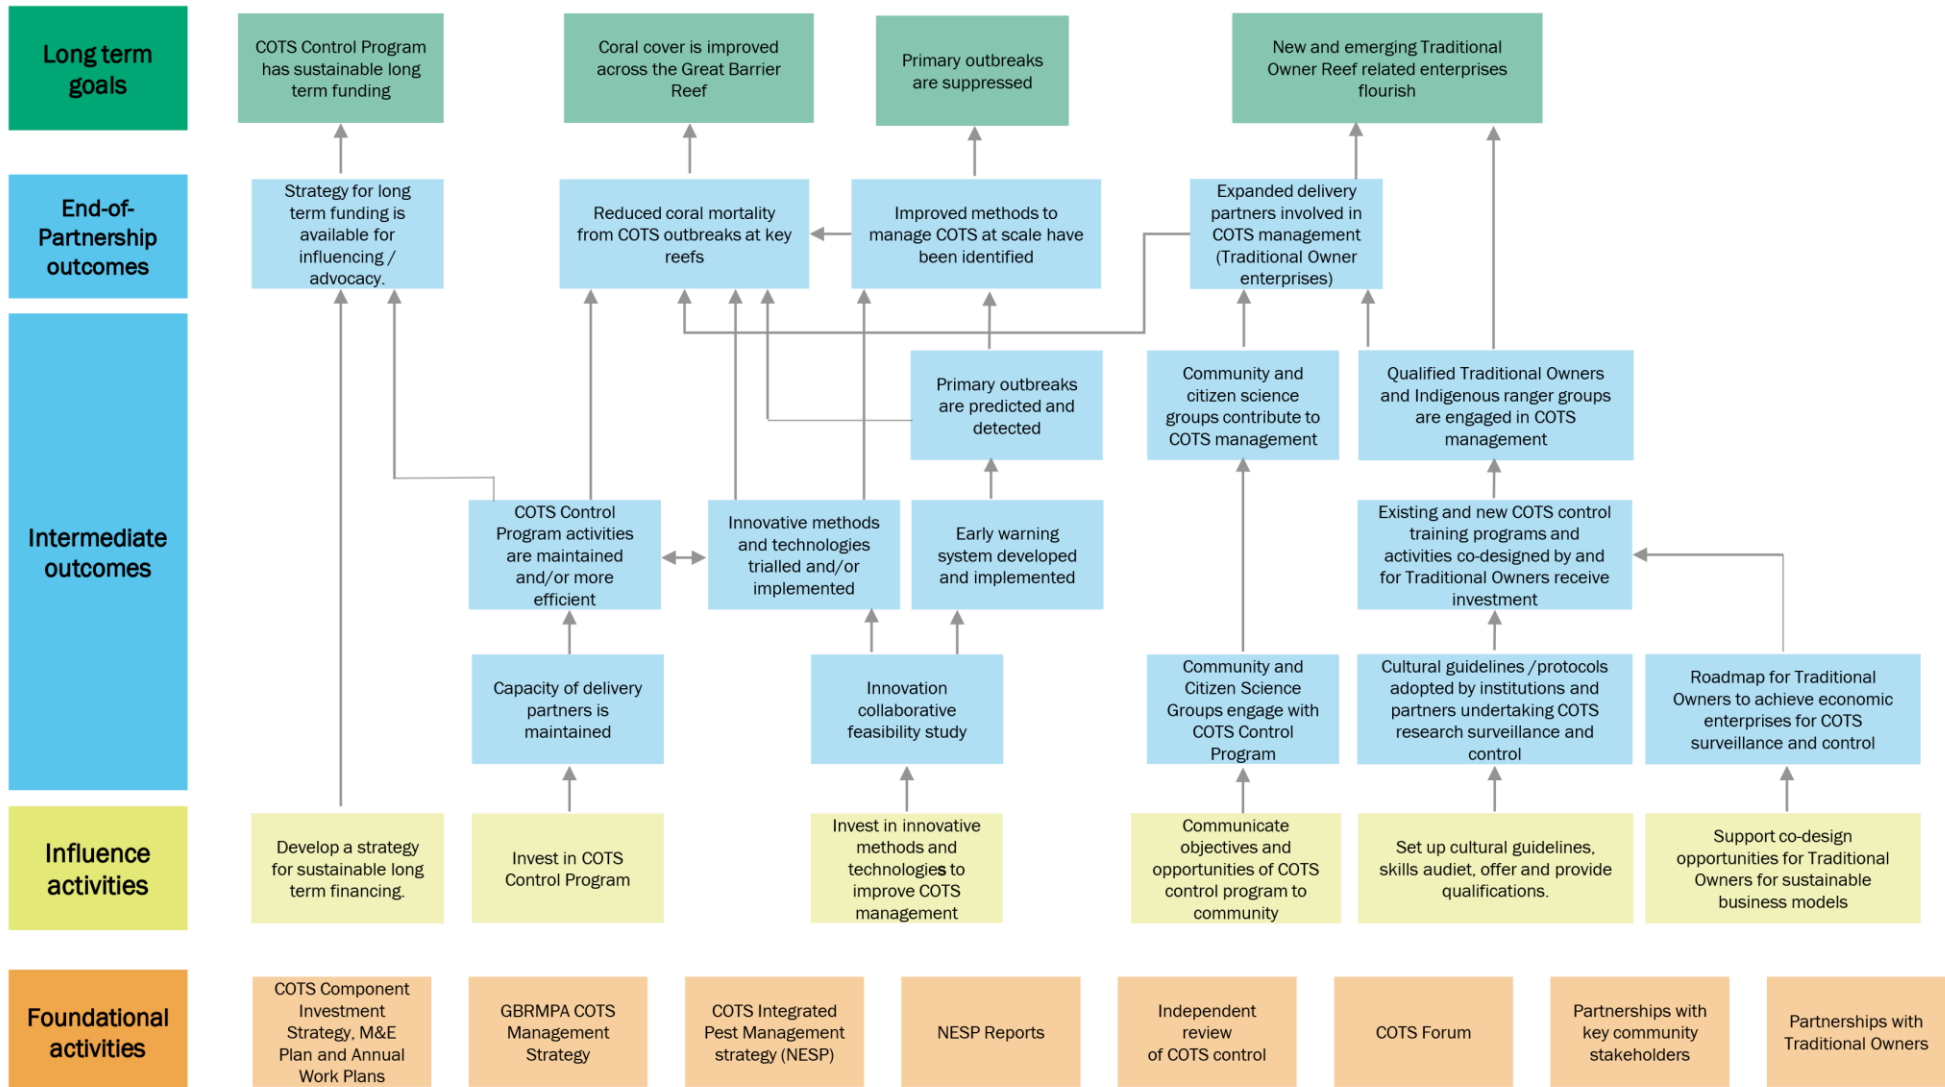 Long term
goals
COTS Control Program
has sustainable long
term funding
Coral cover is improved
across the Great Barrier
Reef
Primary outbreaks
are suppressed
New and emerging Traditional
Owner Reef related enterprises
flourish
End-of-
Partnership
outcomes
Strategy for long
term funding is
available for
influencing /
advocacy.
Reduced coral mortality
from COTS outbreaks at key
reefs
Improved methods to
manage COTS at scale have
been identified
Expanded delivery
partners involved in
COTS management
(Traditional Owner
enterprises)
Intermediate
outcomes
Primary outbreaks
are predicted and
detected
Community and
citizen science
groups contribute to
COTS management
Qualified Traditional Owners
and Indigenous ranger groups
are engaged in COTS
management
COTS Control
Program activities
are maintained
and/or more
efficient
Innovative methods
and technologies
trialled and/or
implemented
Early warning
system developed
and implemented
Existing and new COTS control
training programs and
activities co-designed by and
for Traditional Owners receive
investment
Capacity of delivery
partners is
maintained
Innovation
collaborative
feasibility study
Community and
Citizen Science
Groups engage with
COTS Control
Program
Cultural guidelines /protocols
adopted by institutions and
partners undertaking COTS
research surveillance and
control
Roadmap for Traditional
Owners to achieve economic
enterprises for COTS
surveillance and control
Influence
activities
Develop a strategy
for sustainable long
term financing.
Invest in COTS
Control Program
Invest in innovative
methods and
technologies to
improve COTS
management
Communicate
objectives and
opportunities of COTS
control program to
community
Set up cultural guidelines,
skills audiet, offer and provide
qualifications.
Support co-design
opportunities for Traditional
Owners for sustainable
business models
Foundational
activities
COTS Component
Investment
Strategy, M&E
Plan and Annual
Work Plans
GBRMPA COTS
Management
Strategy
COTS Integrated
Pest Management
strategy (NESP)
NESP Reports
Independent
review
of COTS control
COTS Forum
Partnerships with
key community
stakeholders
Partnerships with
Traditional Owners